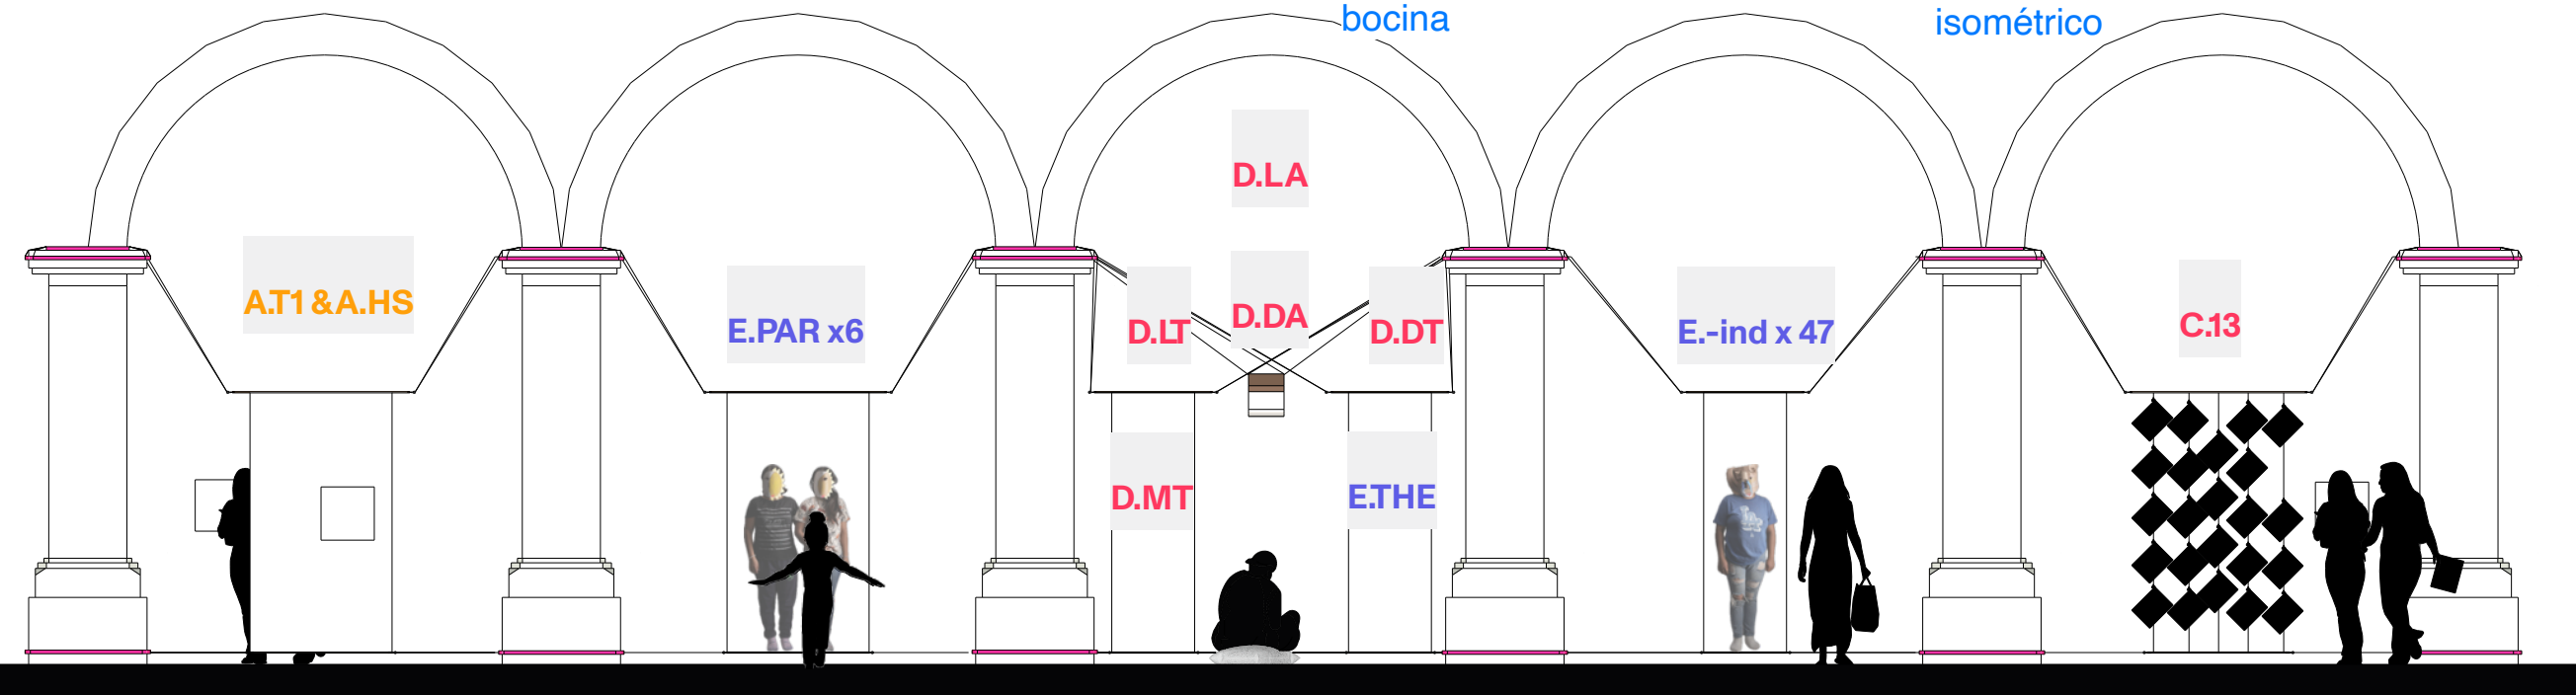 bocina
isométrico
D.LA
A.T1 & A.HS
E.PAR x6
D.LT
D.DA
D.DT
E.-ind x 47
C.13
D.MT
E.THE